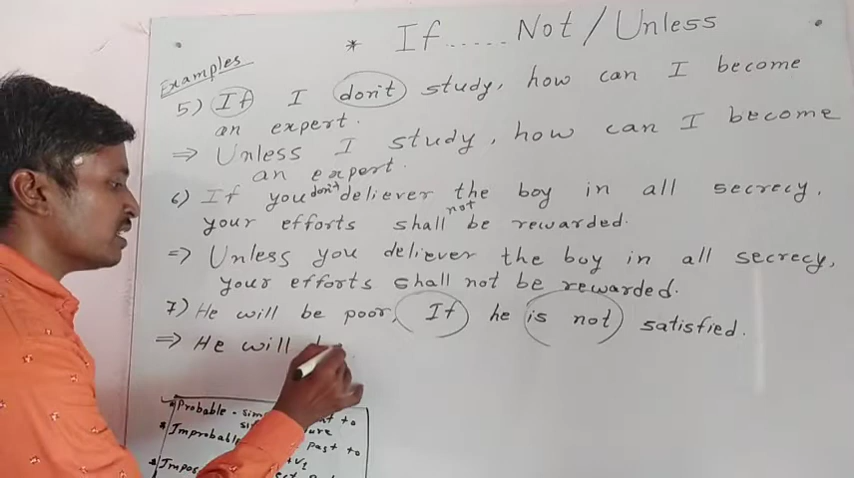 * If ...... Not / Unless
Examples
5) If I don't study, how can I become
an expert.
⇒ Unless I study, how can I become
an expert.
6) If you don't deliever the boy in all secrecy,
your efforts shall not be rewarded.
⇒ Unless you deliever the boy in all secrecy,
your efforts shall not be rewarded.
7) He will be poor, If he is not satisfied.
⇒ He will
* Probable -
* Improbable
past to